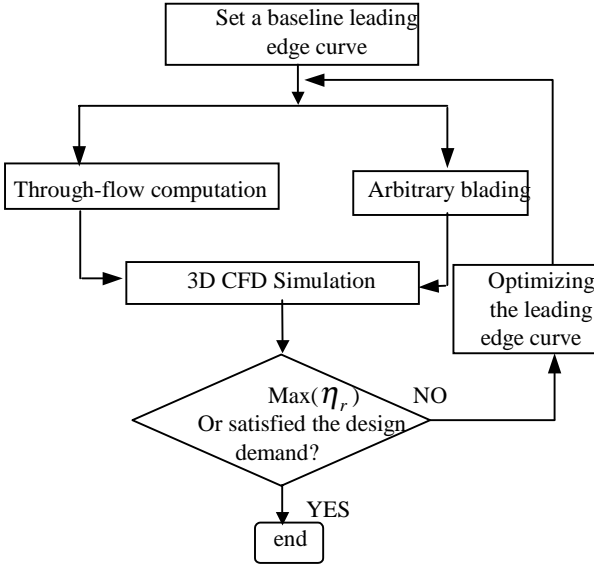 Set a baseline leading
edge curve
Through-flow computation
Arbitrary blading
3D CFD Simulation
Optimizing
the leading
edge curve
Max(η_r)
NO
Or satisfied the design
demand?
YES
end